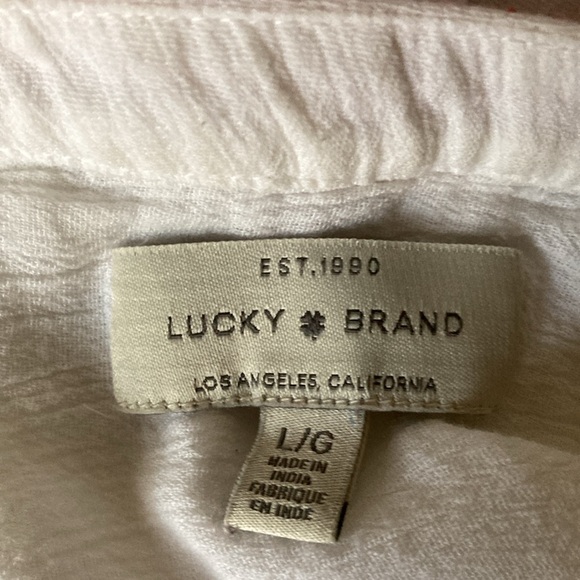 EST.1990
LUCKY BRAND
LOS ANGELES, CALIFORNIA
L/G
MADE IN
INDIA
FABRIQUE
EN INDE